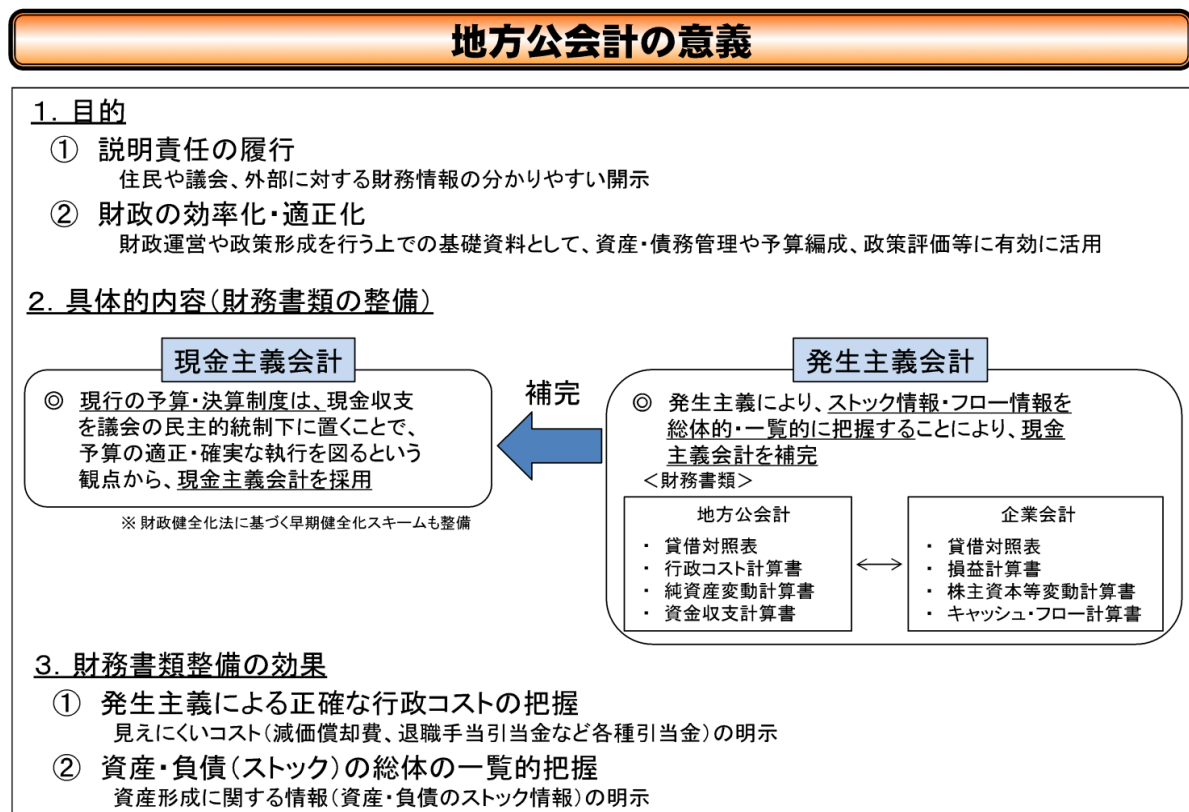 地方公会計の意義
１．目的
① 説明責任の履行
住民や議会、外部に対する財務情報の分かりやすい開示
② 財政の効率化・適正化
財政運営や政策形成を行う上での基礎資料として、資産・債務管理や予算編成、政策評価等に有効に活用
２．具体的内容（財務書類の整備）
現金主義会計
◎ 現行の予算・決算制度は、現金収支
を議会の民主的統制下に置くことで、
予算の適正・確実な執行を図るという
観点から、現金主義会計を採用
※ 財政健全化法に基づく早期健全化スキームも整備
補完
発生主義会計
◎ 発生主義により、ストック情報・フロー情報を
総体的・一覧的に把握することにより、現金
主義会計を補完
＜財務書類＞
地方公会計
・ 貸借対照表
・ 行政コスト計算書
・ 純資産変動計算書
・ 資金収支計算書
企業会計
・ 貸借対照表
・ 損益計算書
・ 株主資本等変動計算書
・ キャッシュ・フロー計算書
３．財務書類整備の効果
① 発生主義による正確な行政コストの把握
見えにくいコスト（減価償却費、退職手当引当金など各種引当金）の明示
② 資産・負債（ストック）の総体の一覧的把握
資産形成に関する情報（資産・負債のストック情報）の明示